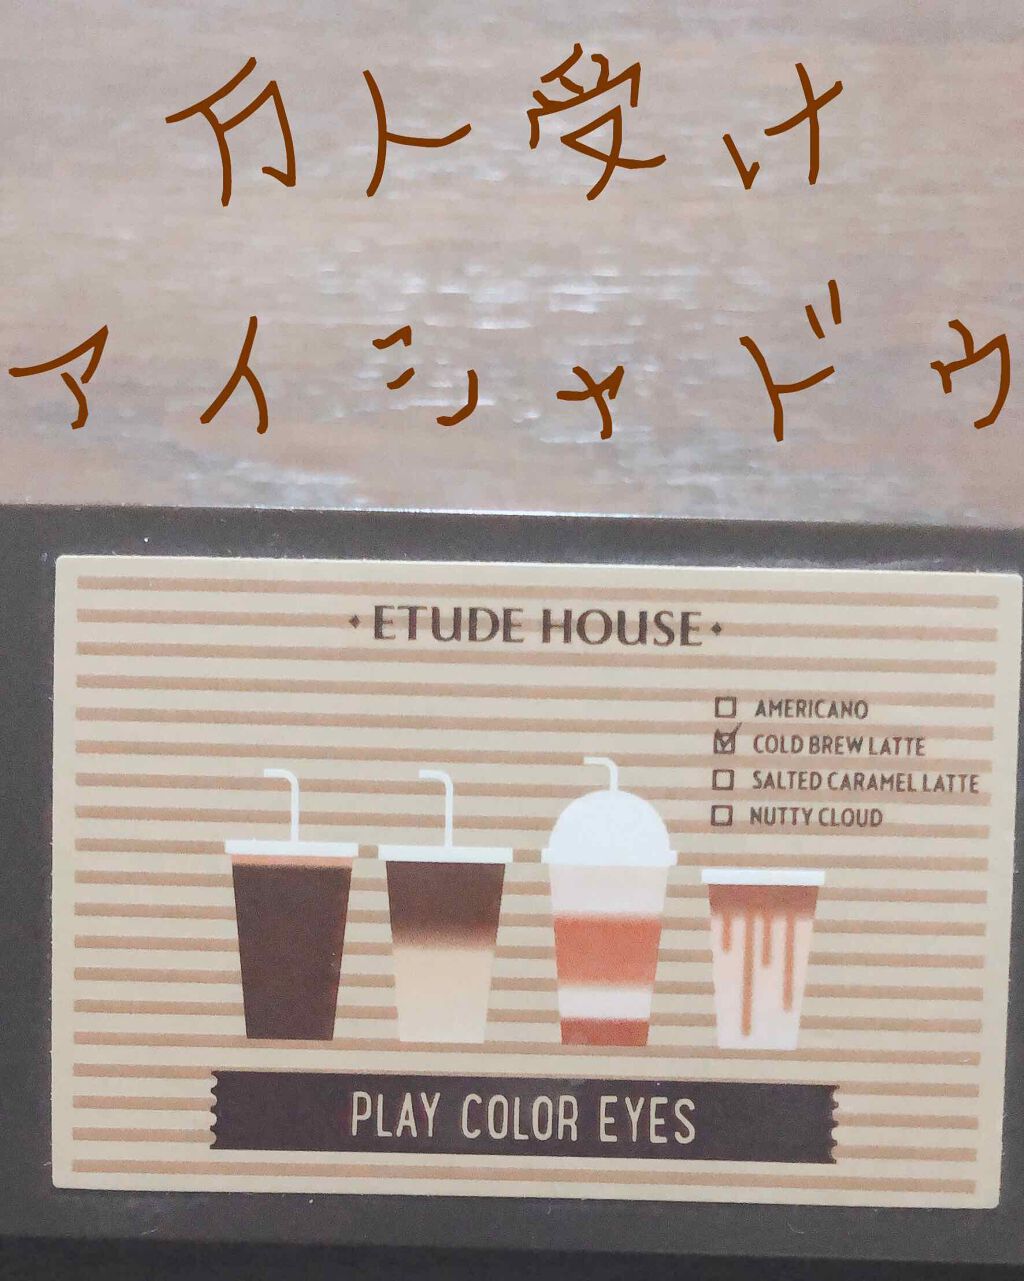 万人受け
アイシャドウ
ETUDE HOUSE
AMERICANO
COLD BREW LATTE
SALTED CARAMEL LATTE
NUTTY CLOUD
PLAY COLOR EYES